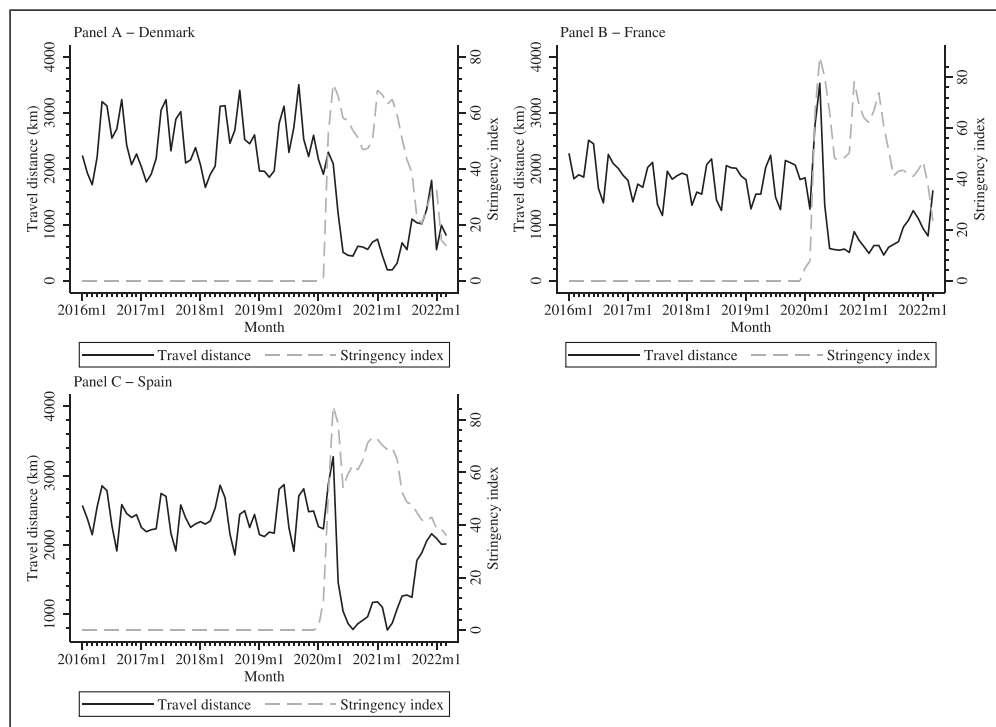 Panel A – Denmark
Travel distance (km)
4000
3000
2000
1000
0
80
60
40
20
0
Stringency index
2016m1 2017m1 2018m1 2019m1 2020m1 2021m1 2022m1
Month
Travel distance Stringency index
Panel B – France
Travel distance (km)
4000
3000
2000
1000
0
80
60
40
20
0
Stringency index
2016m1 2017m1 2018m1 2019m1 2020m1 2021m1 2022m1
Month
Travel distance Stringency index
Panel C – Spain
Travel distance (km)
4000
3000
2000
1000
80
60
40
20
0
Stringency index
2016m1 2017m1 2018m1 2019m1 2020m1 2021m1 2022m1
Month
Travel distance Stringency index